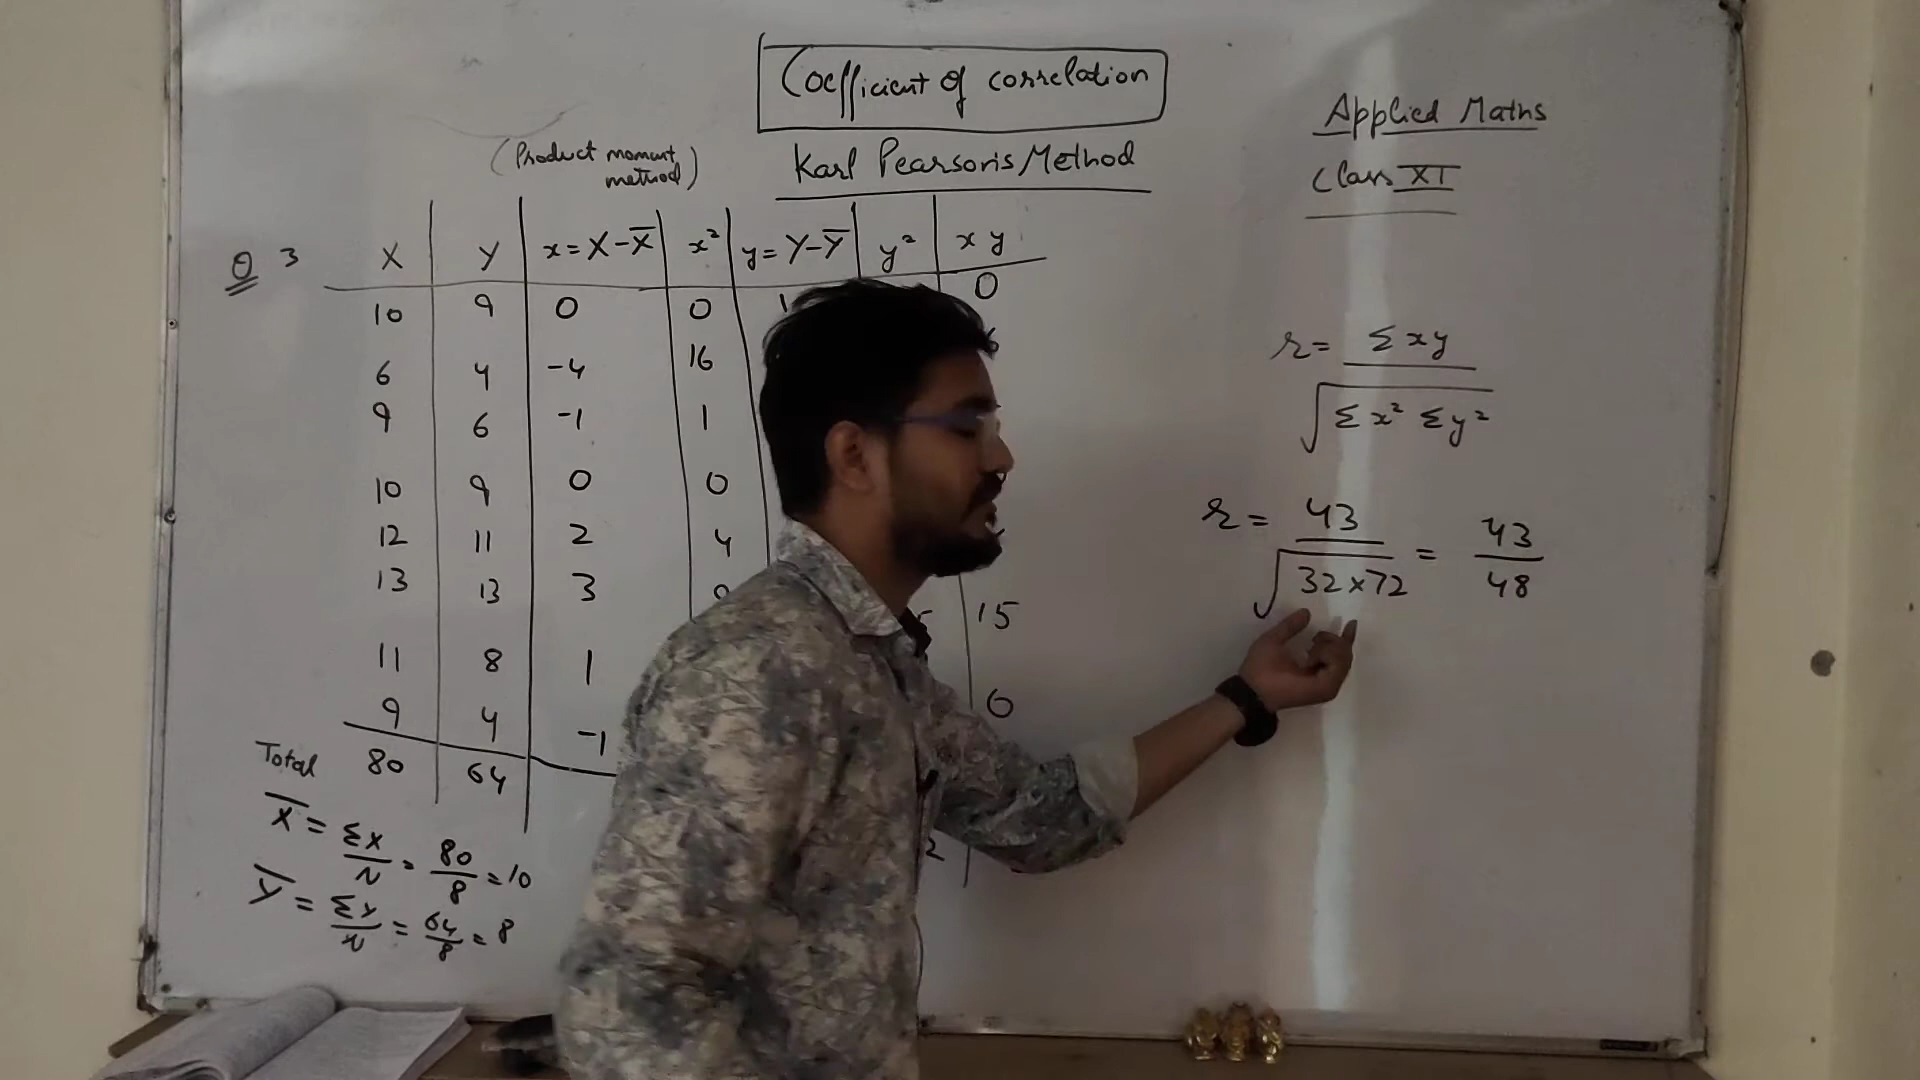 Coefficient of correlation
Applied Maths
(Product moment method)
Karl Pearson's Method
Class XI
Q 3
X Y x = X - X̅ x² y = Y - Y̅ y² x y
10 9 0 0 1 0
6 4 -4 16
9 6 -1 1
10 9 0 0
12 11 2 4
13 13 3 15
11 8 1 0
9 4 -1
Total 80 64
X̅ = ΣX/N = 80/8 = 10
Y̅ = ΣY/N = 64/8 = 8
2
r = Σxy / √Σx² Σy²
r = 43 / √32×72 = 43/48